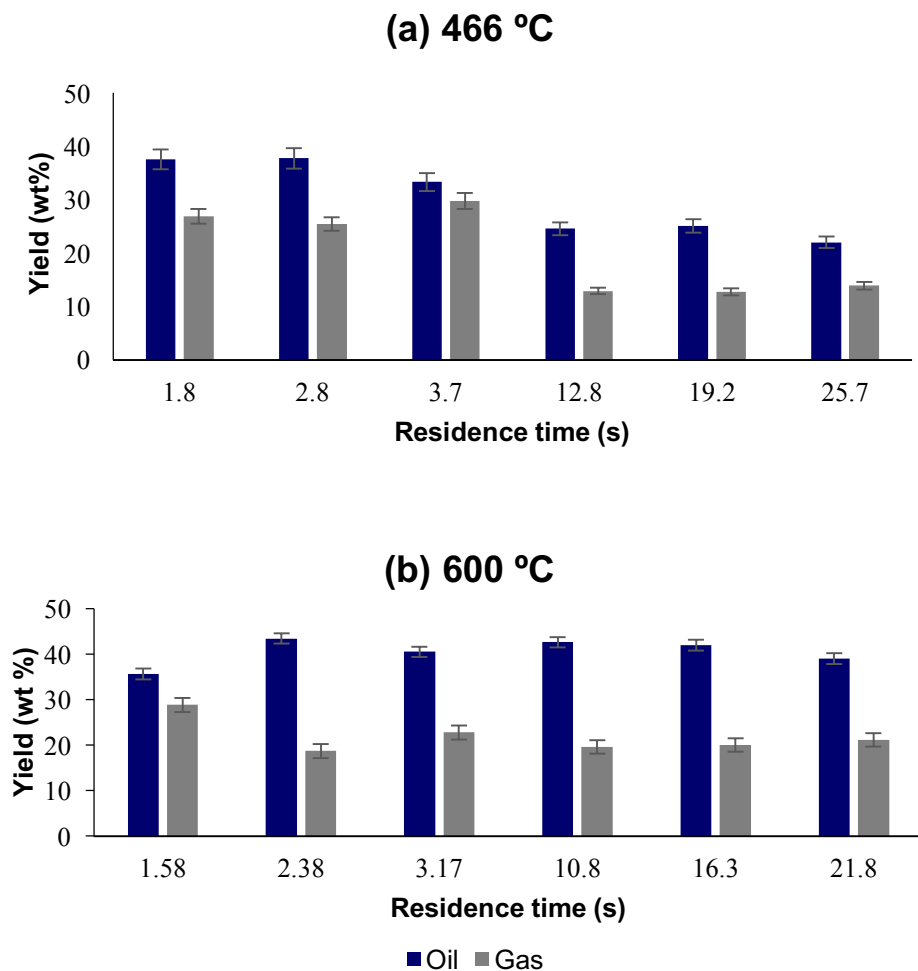 (a) 466 ºC
50
40
30
20
10
0
Yield (wt%)
1.8 2.8 3.7 12.8 19.2 25.7
Residence time (s)
(b) 600 ºC
50
40
30
20
10
0
Yield (wt %)
1.58 2.38 3.17 10.8 16.3 21.8
Residence time (s)
Oil Gas